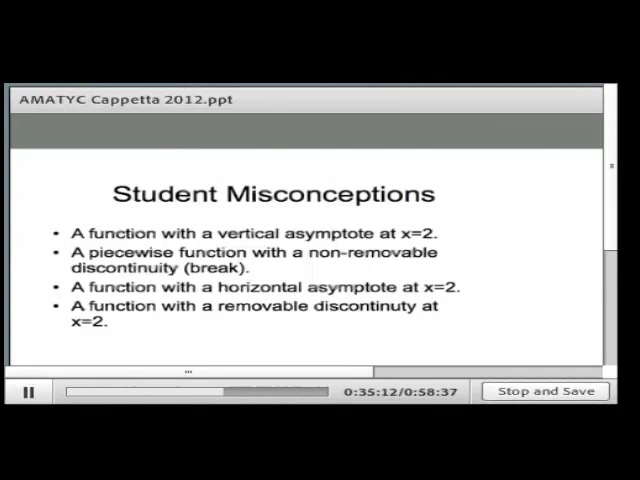 AMATYC Cappetta 2012.ppt
Student Misconceptions
• A function with a vertical asymptote at x=2.
• A piecewise function with a non-removable
discontinuity (break).
• A function with a horizontal asymptote at x=2.
• A function with a removable discontinuty at
x=2.
0:35:12/0:58:37
Stop and Save